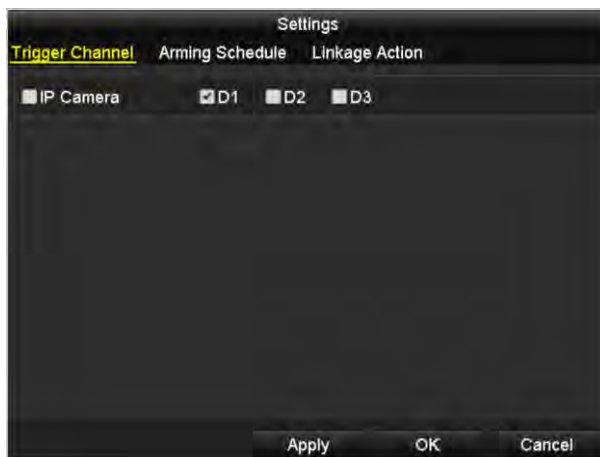 Settings
Trigger Channel Arming Schedule Linkage Action
IP Camera D1 D2 D3
Apply OK Cancel